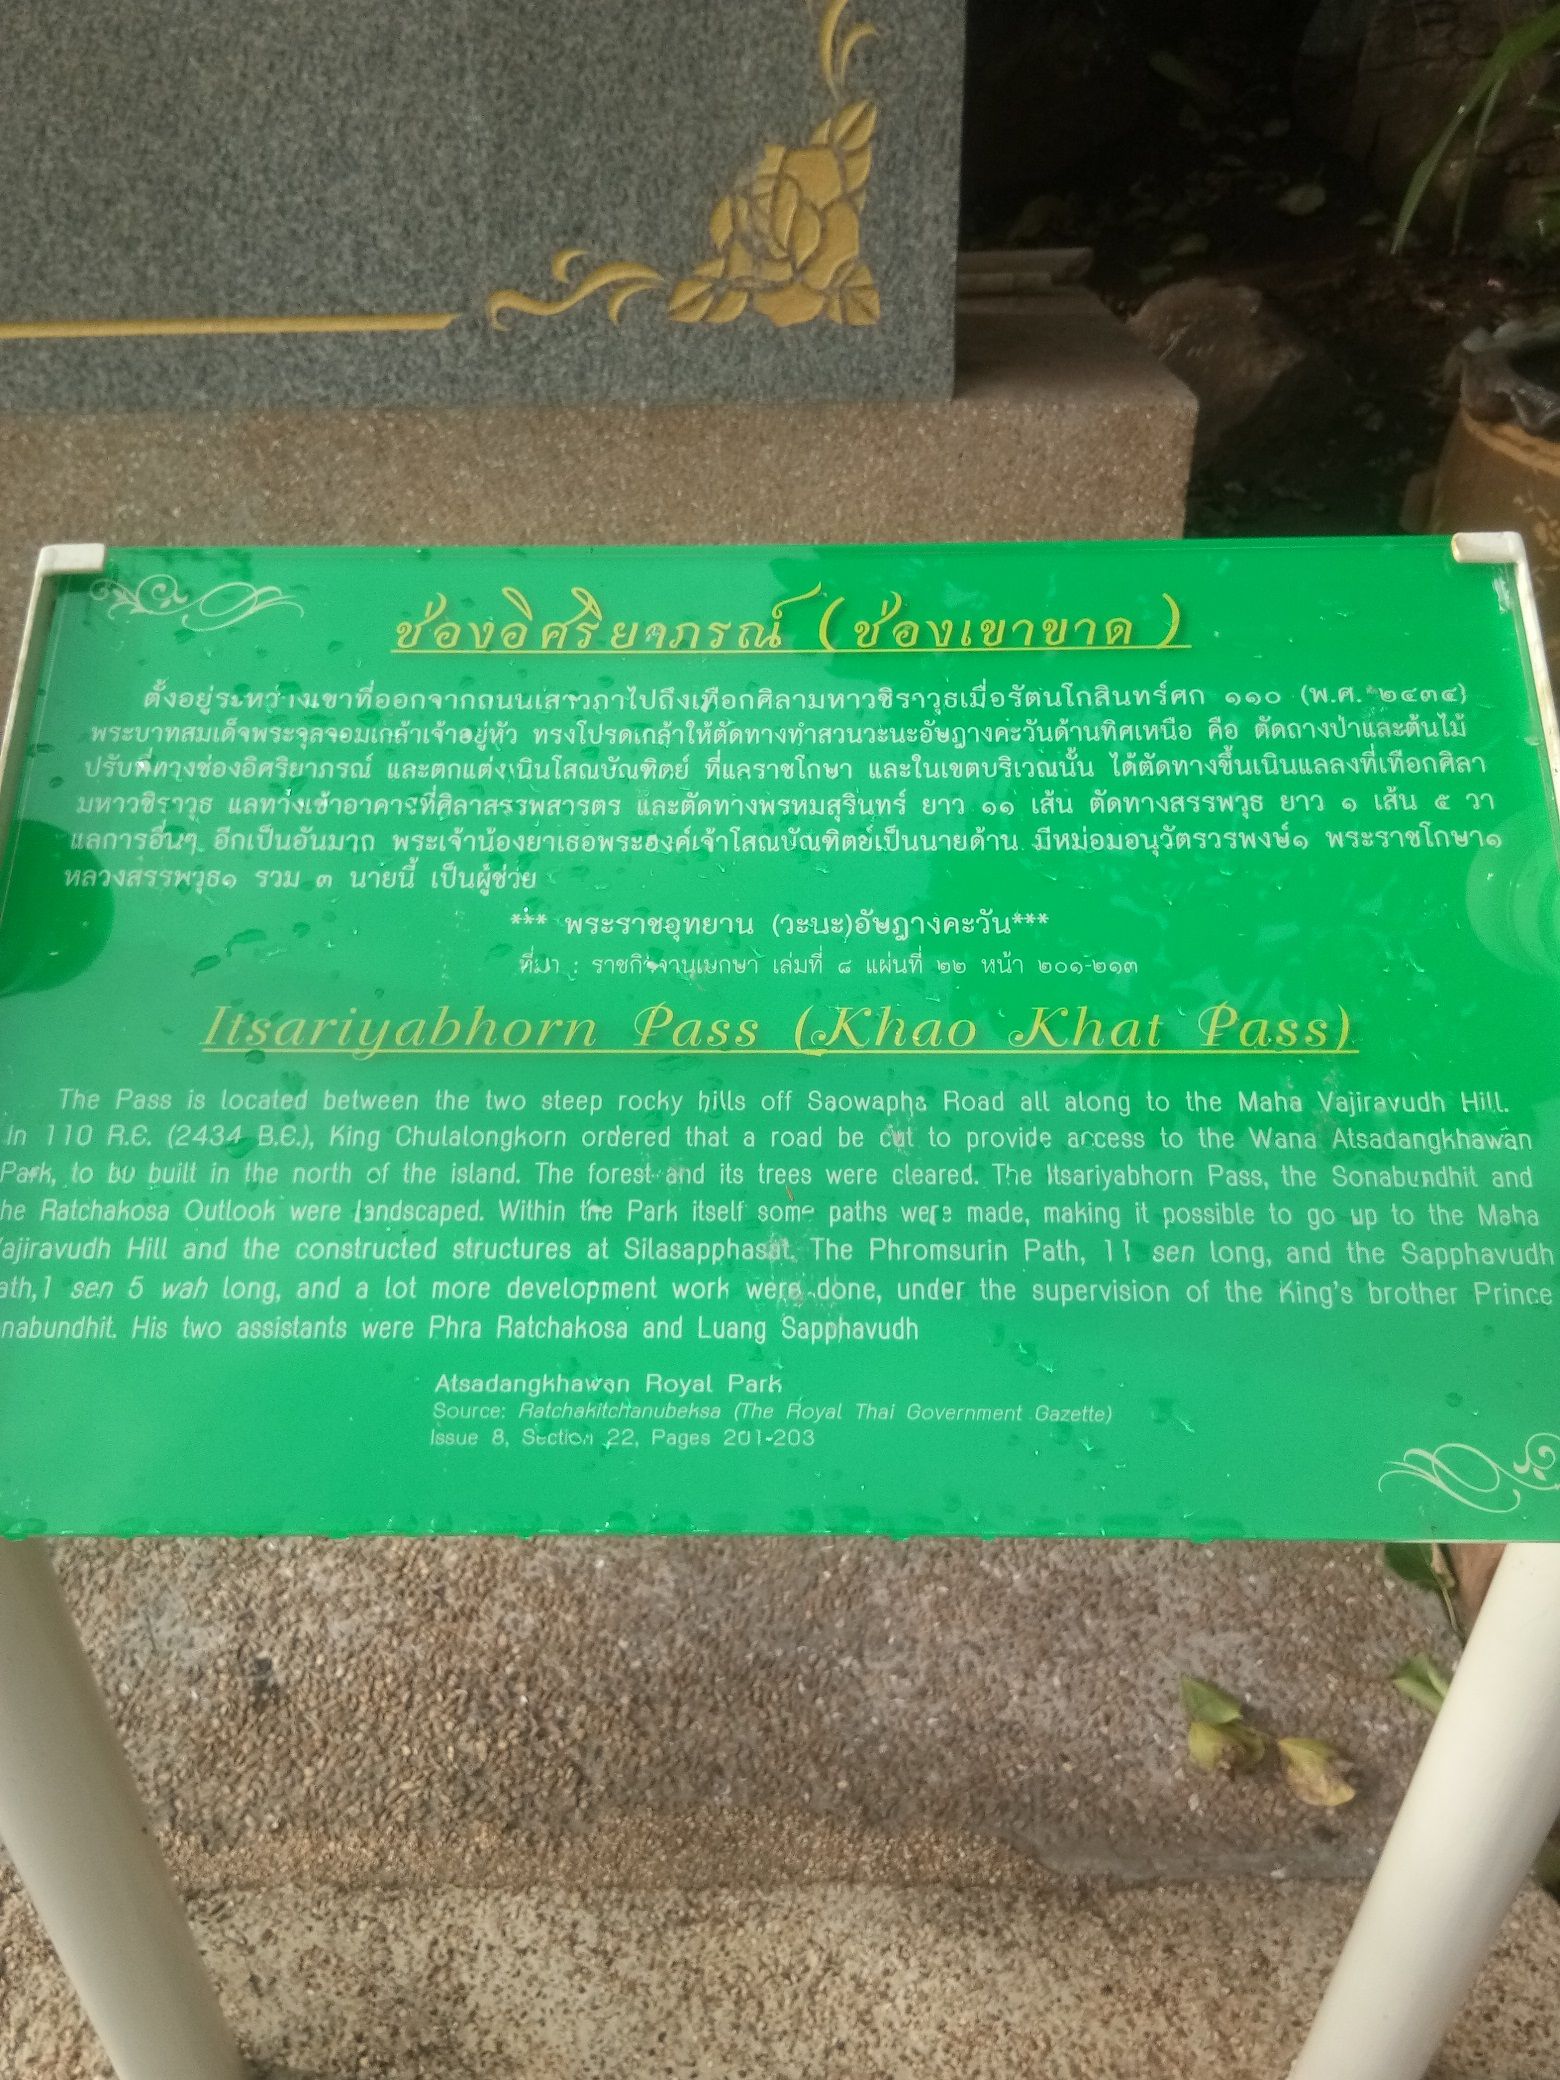 ช่องอิศริยาภรณ์ (ช่องเขาขาด)
ตั้งอยู่ระหว่างเขาที่ออกจากถนนเสาวภาไปถึงเทือกศิลามหาวชิราวุธเมื่อรัตนโกสินทร์ศก ๑๑๐ (พ.ศ. ๒๔๓๔)
พระบาทสมเด็จพระจุลจอมเกล้าเจ้าอยู่หัว ทรงโปรดเกล้าให้ตัดทางทำสวนวะนะอัษฎางคะวันด้านทิศเหนือ คือ ตัดถางป่าและต้นไม้
ปรับที่ทางช่องอิศริยาภรณ์ และตกแต่งเนินโสณบัณฑิตย์ ที่แลราชโกษา และในเขตบริเวณนั้น ได้ตัดทางขึ้นเนินแลลงที่เทือกศิลา
มหาวชิราวุธ แลทางเข้าอาคารที่ศิลาสรรพสารตร และตัดทางพรหมสุรินทร์ ยาว ๑๑ เส้น ตัดทางสรรพวุธ ยาว ๑ เส้น ๕ วา
แลการอื่นๆ อีกเป็นอันมาก พระเจ้าน้องยาเธอพระองค์เจ้าโสณบัณฑิตย์เป็นนายด้าน มีหม่อมอนุวัตรวรพงษ์๑ พระราชโกษา๑
หลวงสรรพวุธ๑ รวม ๓ นายนี้ เป็นผู้ช่วย
*** พระราชอุทยาน (วะนะ)อัษฎางคะวัน***
ที่มา : ราชกิจจานุเบกษา เล่มที่ ๘ แผ่นที่ ๒๒ หน้า ๒๐๑-๒๑๓
Itsariyabhorn Pass (Khao Khat Pass)
The Pass is located between the two steep rocky hills off Saowapha Road all along to the Maha Vajiravudh Hill.
In 110 R.E. (2434 B.E.), King Chulalongkorn ordered that a road be cut to provide access to the Wana Atsadangkhawan
Park, to be built in the north of the island. The forest and its trees were cleared. The Itsariyabhorn Pass, the Sonabundhit and
he Ratchakosa Outlook were landscaped. Within the Park itself some paths were made, making it possible to go up to the Maha
Vajiravudh Hill and the constructed structures at Silasapphasat. The Phromsurin Path, 11 sen long, and the Sapphavudh
ath,1 sen 5 wah long, and a lot more development work were done, under the supervision of the King's brother Prince
nabundhit. His two assistants were Phra Ratchakosa and Luang Sapphavudh
Atsadangkhawan Royal Park
Source: Ratchakitchanubeksa (The Royal Thai Government Gazette)
Issue 8, Section 22, Pages 201-203